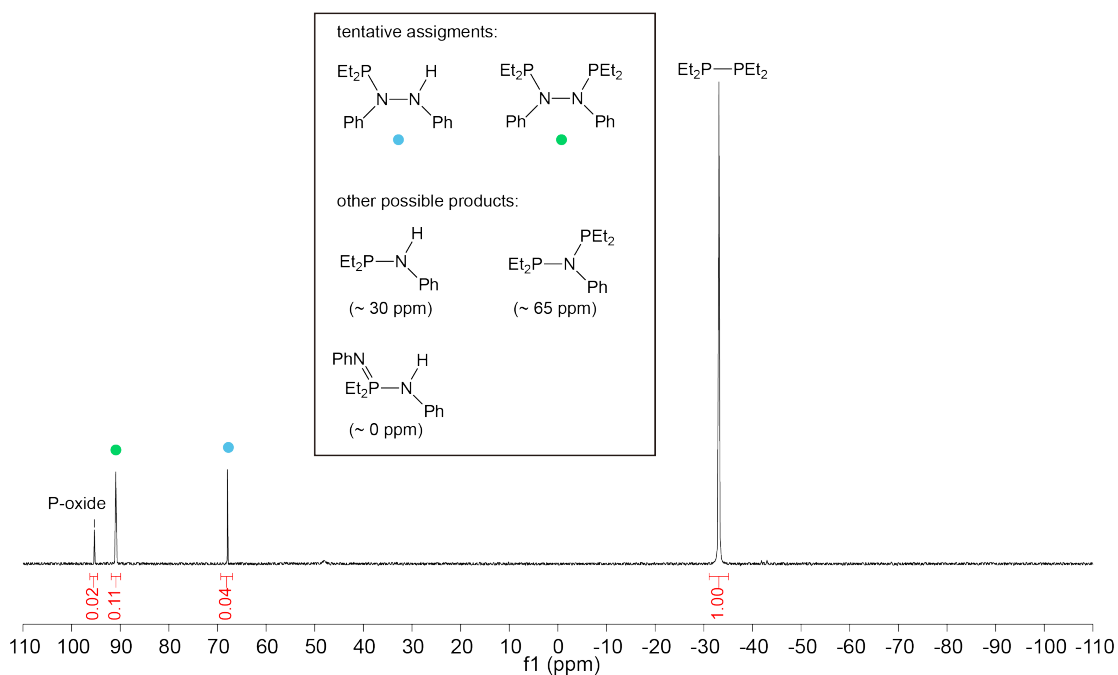 tentative assigments:
Et2P H PEt2 Et2P
N N N N
Ph Ph Ph Ph
Et2P PEt2
other possible products:
H PEt2
Et2P N Et2P N
Ph Ph
(~ 30 ppm) (~ 65 ppm)
PhN H
Et2P N
Ph
(~ 0 ppm)
P-oxide
0.02 0.11 0.04 1.00
110 100 90 80 70 60 50 40 30 20 10 0 -10 -20 -30 -40 -50 -60 -70 -80 -90 -100 -110
f1 (ppm)